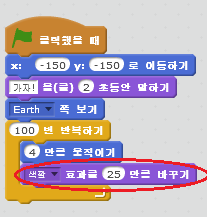 클릭했을 때
x: -150 y: -150 로 이동하기
가자! 을(를) 2 초동안 말하기
Earth 쪽 보기
100 번 반복하기
4 만큼 움직이기
색깔 효과를 25 만큼 바꾸기